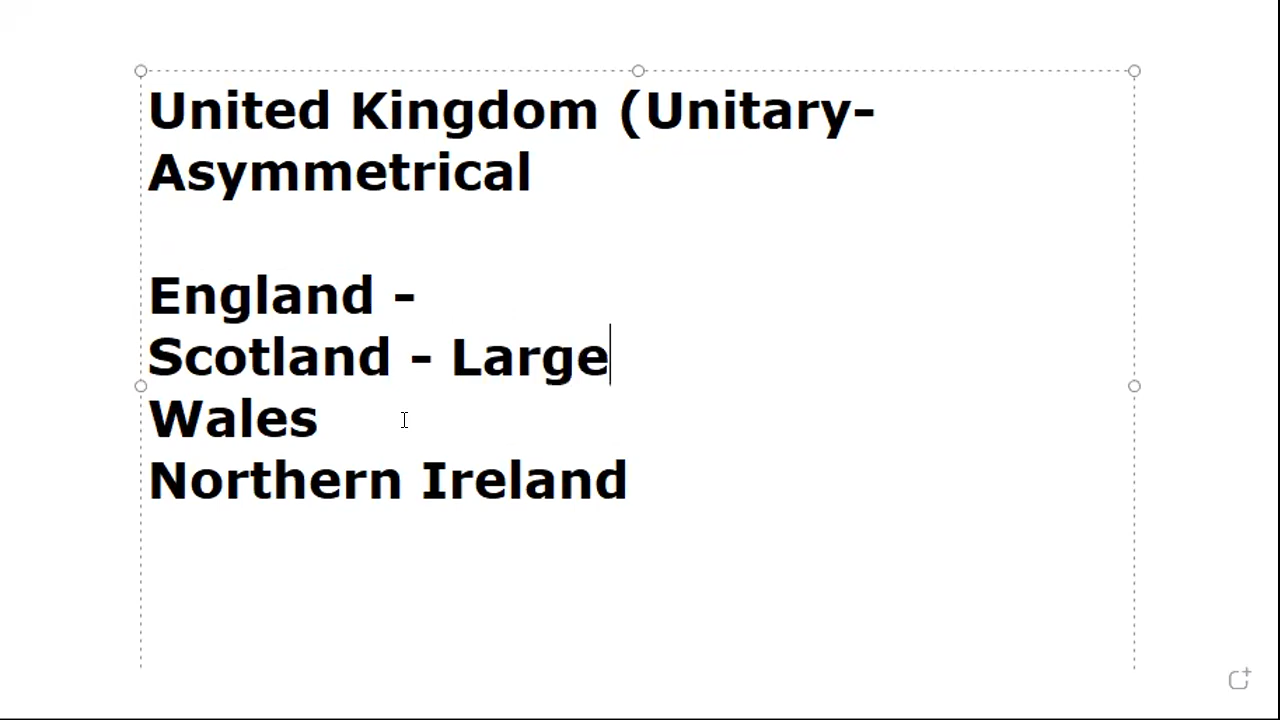 United Kingdom (Unitary-
Asymmetrical
England -
Scotland - Large
Wales
Northern Ireland